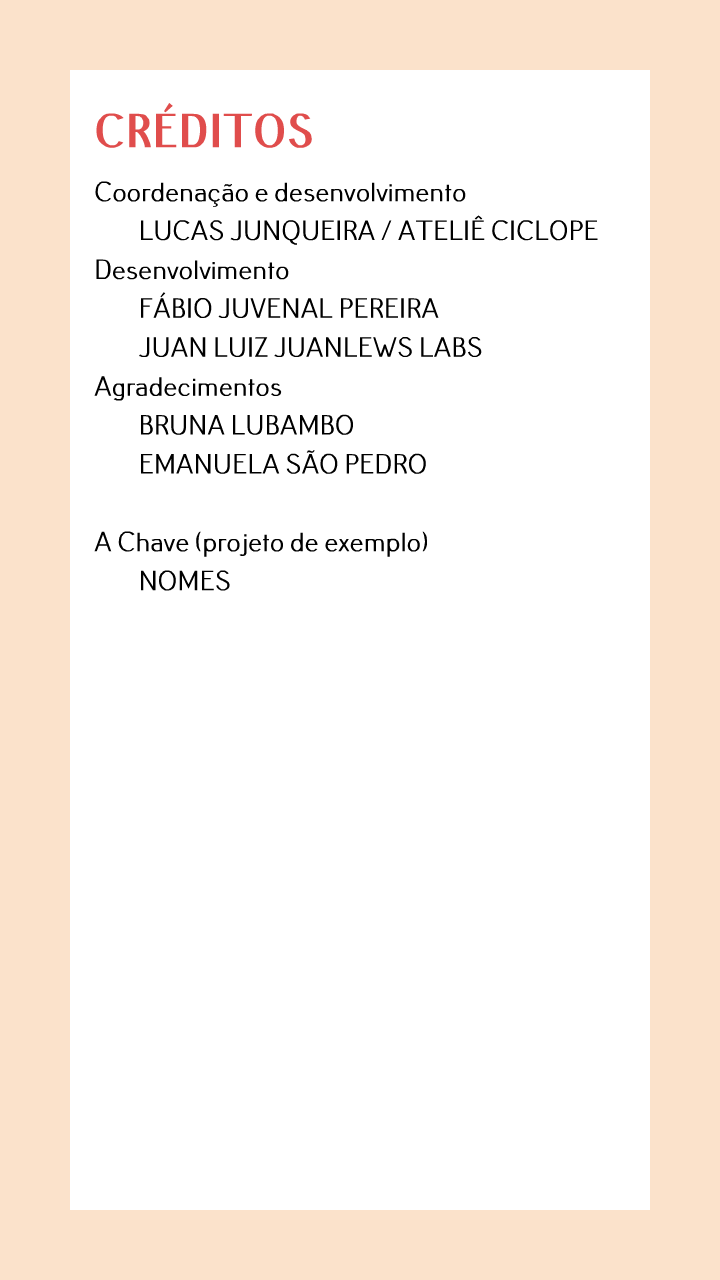 CRÉDITOS
Coordenação e desenvolvimento
LUCAS JUNQUEIRA / ATELIÊ CICLOPE
Desenvolvimento
FÁBIO JUVENAL PEREIRA
JUAN LUIZ JUANLEWS LABS
Agradecimentos
BRUNA LUBAMBO
EMANUELA SÃO PEDRO
A Chave (projeto de exemplo)
NOMES